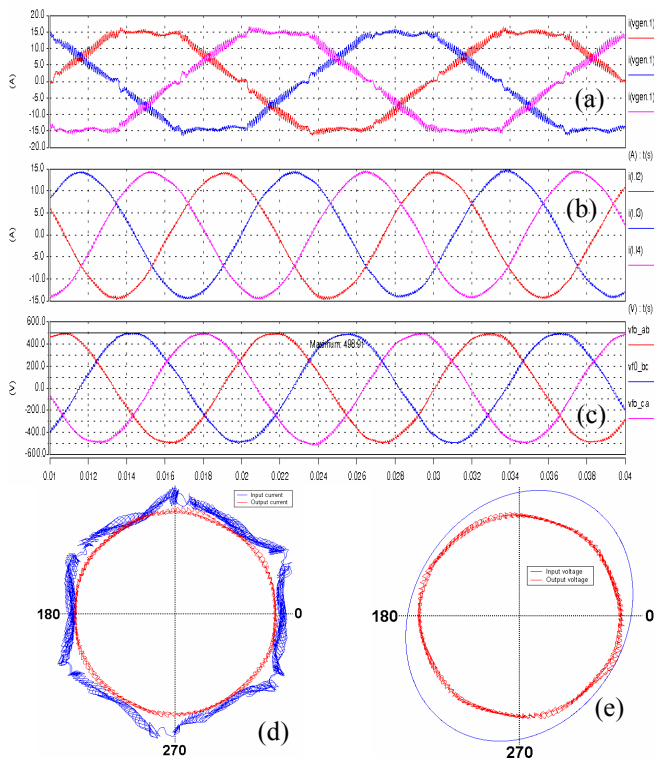 20.0
15.0
10.0
5.0
0.0
-5.0
-10.0
-15.0
-20.0
(A)
i(vgen.1)
i(vgen.1)
i(vgen.1)
(a)
(A) : t(s)
15.0
10.0
5.0
0.0
-5.0
-10.0
-15.0
(A)
i(l.l2)
i(l.l3)
i(l.l4)
(b)
(V) : t(s)
600.0
400.0
200.0
0.0
-200.0
-400.0
-600.0
(V)
Maximum: 498.91
vfb_ab
vf0_bc
vfb_ca
(c)
0.01 0.012 0.014 0.016 0.018 0.02 0.022 0.024 0.026 0.028 0.03 0.032 0.034 0.036 0.038 0.04
Input current
Output current
180
0
270
(d)
Input voltage
Output voltage
180
0
270
(e)